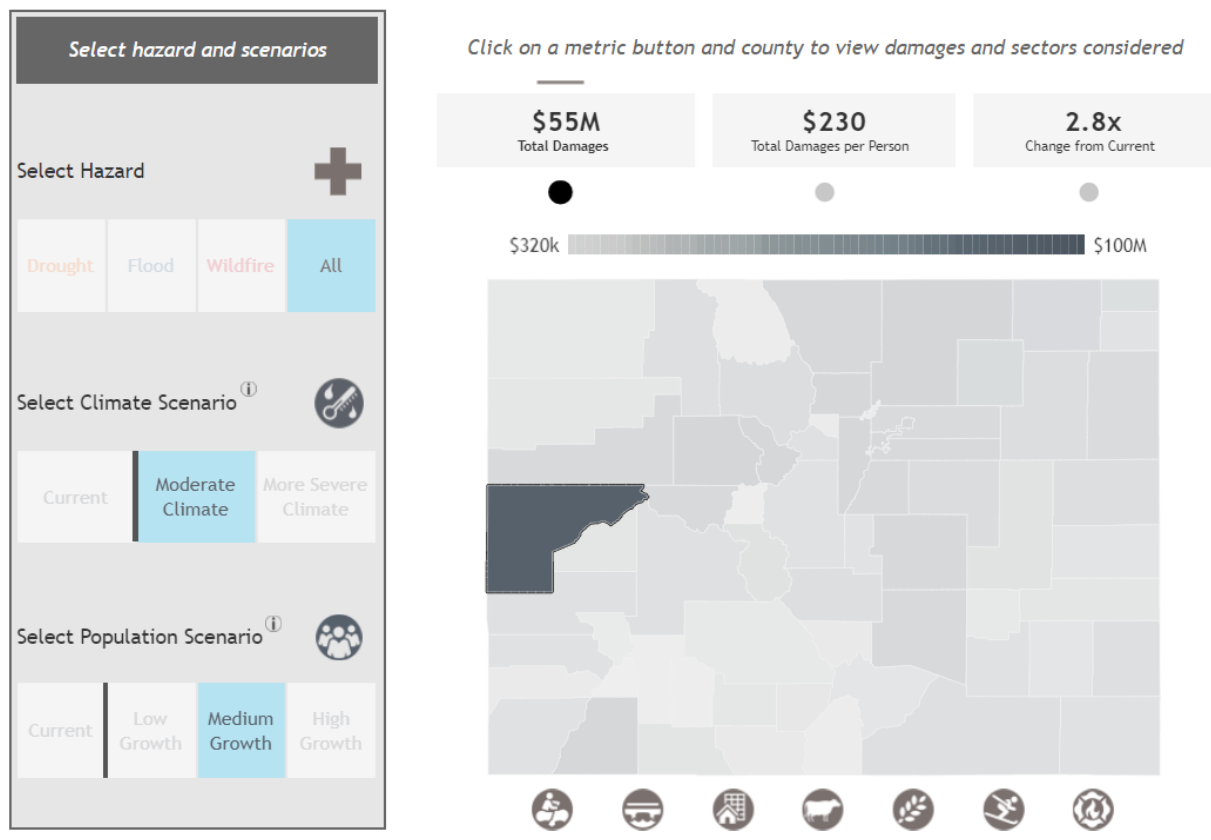 Select hazard and scenarios
Click on a metric button and county to view damages and sectors considered
$55M
Total Damages
$230
Total Damages per Person
2.8x
Change from Current
Select Hazard
Drought
Flood
Wildfire
All
$320k
$100M
Select Climate Scenario
Current
Moderate
Climate
More Severe
Climate
Select Population Scenario
Current
Low
Growth
Medium
Growth
High
Growth